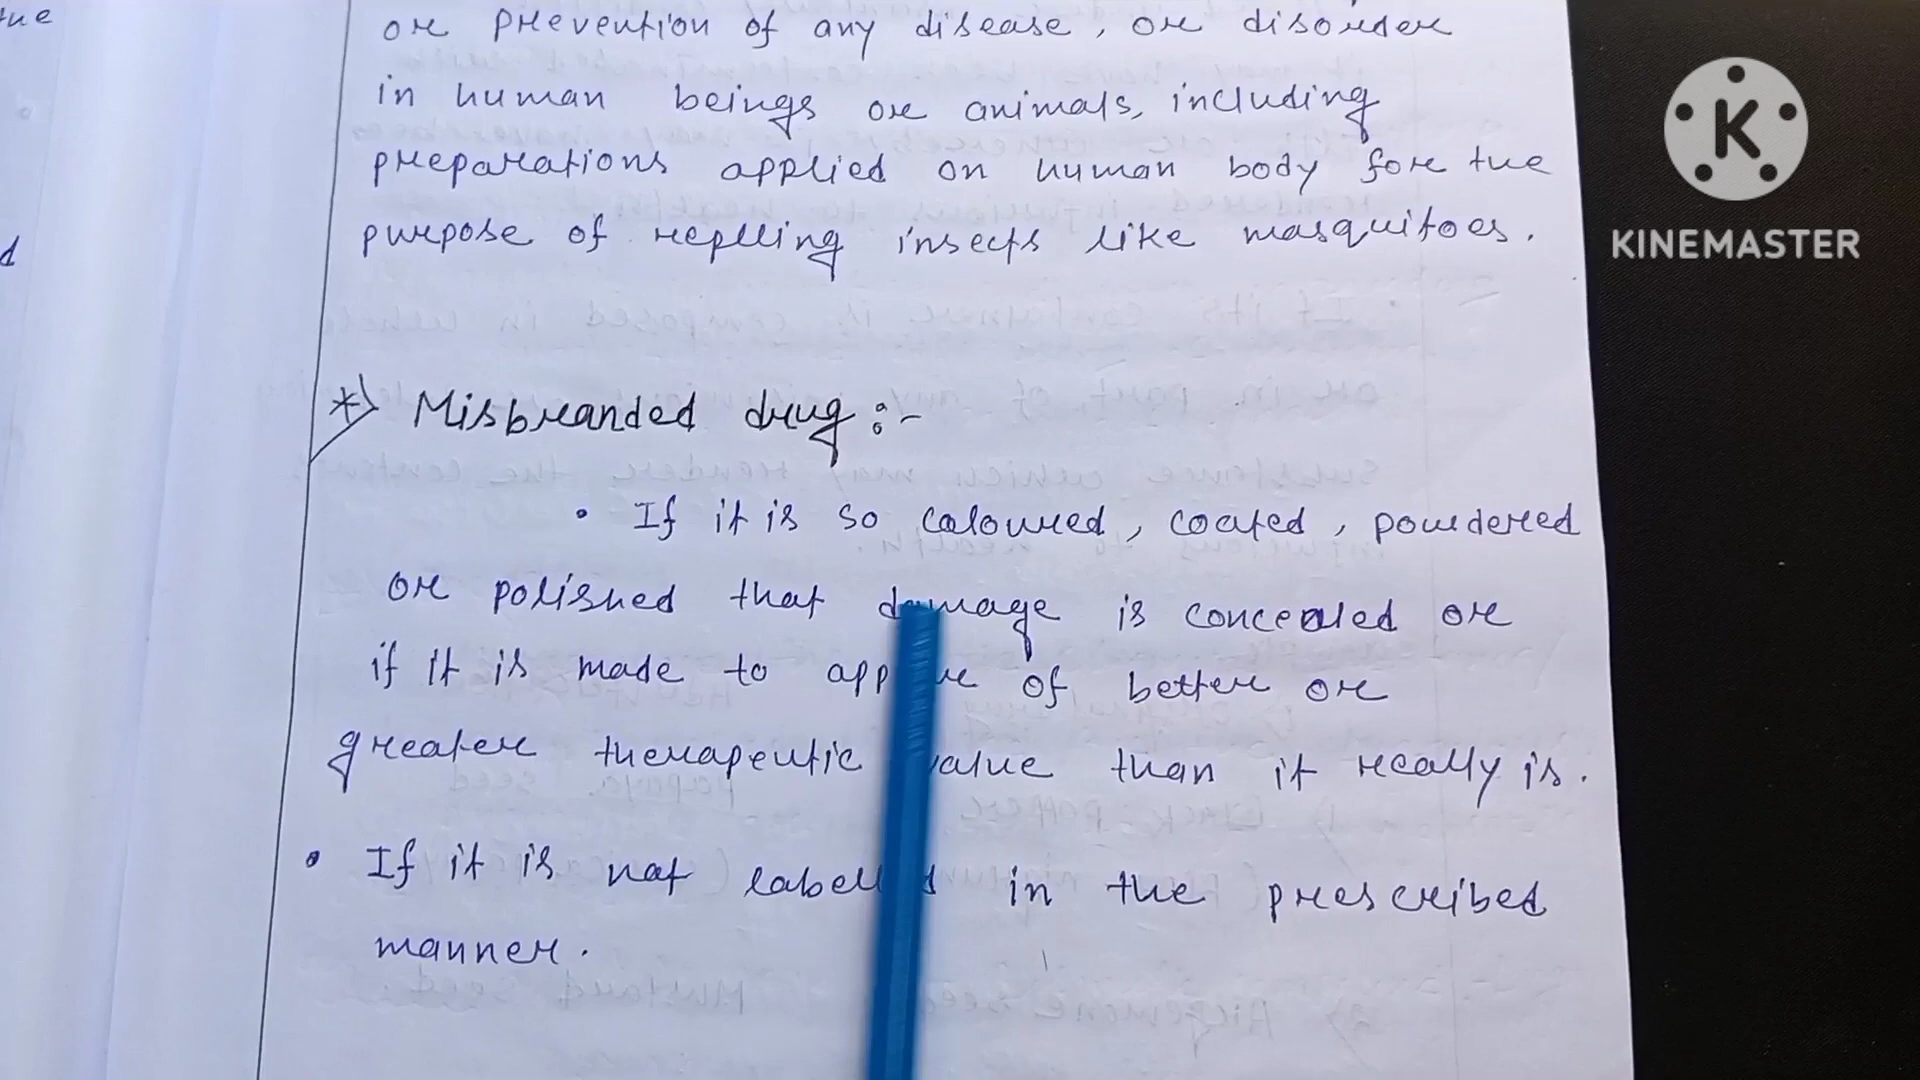 or prevention of any disease, or disorder
in human beings or animals, including
preparations applied on human body for the
purpose of replling insects like masquitoes.
*> Misbranded drug :-
• If it is so caloured, coated, powdered
or polished that damage is concealed or
if it is made to of better or
greater therapeutic value than it really is.
• If it is not labelled in the prescribed
manner.
K
KINEMASTER